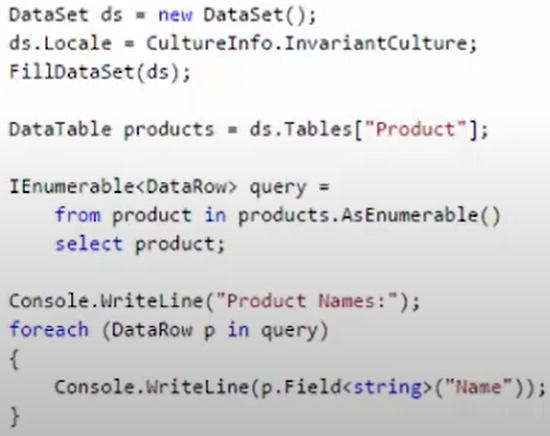 DataSet ds = new DataSet();
ds.Locale = CultureInfo.InvariantCulture;
FillDataSet(ds);

DataTable products = ds.Tables["Product"];

IEnumerable<DataRow> query =
    from product in products.AsEnumerable()
    select product;

Console.WriteLine("Product Names:");
foreach (DataRow p in query)
{
    Console.WriteLine(p.Field<string>("Name"));
}